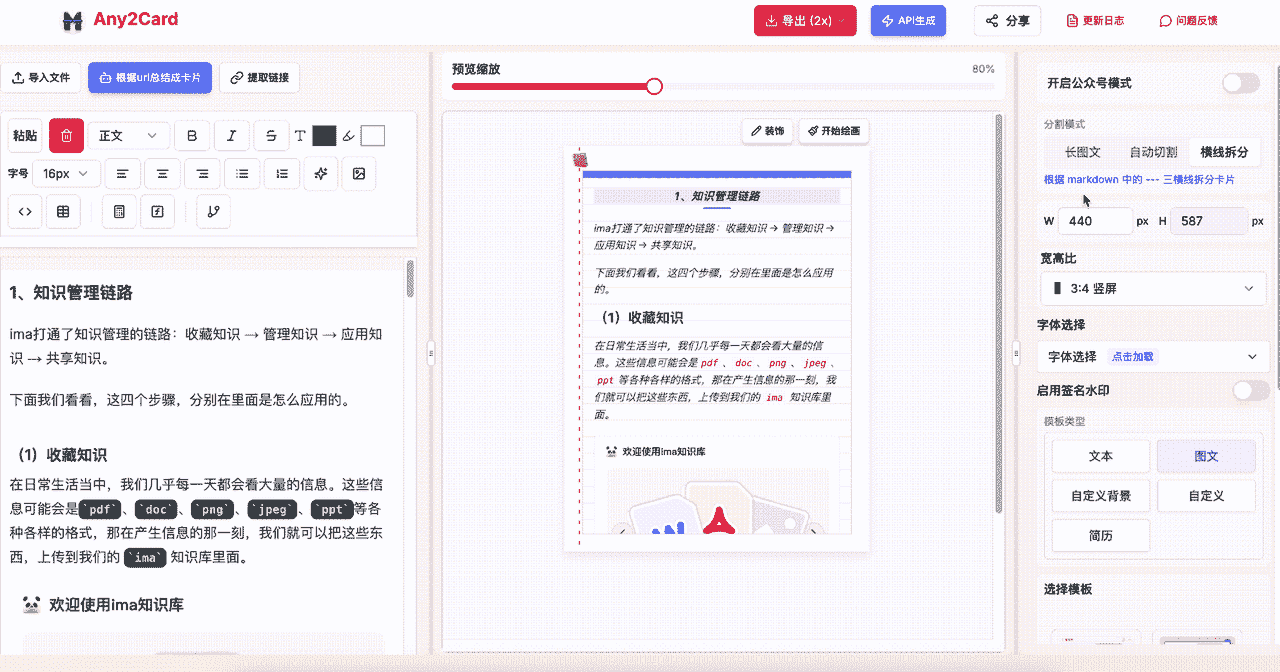 Any2Card
导出 (2x)
API生成
分享
更新日志
问题反馈
导入文件
根据url总结成卡片
提取链接
粘贴
正文
B
I
S
T
字号
16px
1、知识管理链路
ima打通了知识管理的链路：收藏知识 → 管理知识 → 应用知
识 → 共享知识。
下面我们看看，这四个步骤，分别在里面是怎么应用的。
（1）收藏知识
在日常生活当中，我们几乎每一天都会看大量的信息。这些信
息可能会是`pdf`、`doc`、`png`、`jpeg`、`ppt`等各
种各样的格式，那在产生信息的那一刻，我们就可以把这些东
西，上传到我们的 `ima` 知识库里面。
欢迎使用ima知识库
预览缩放
80%
装饰
开始绘画
1、知识管理链路
ima打通了知识管理的链路：收藏知识 → 管理知识 →
应用知识 → 共享知识。
下面我们看看，这四个步骤，分别在里面是怎么应用
的。
（1）收藏知识
在日常生活当中，我们几乎每一天都会看大量的信
息。这些信息可能会是 pdf 、 doc 、 png 、 jpeg 、
ppt 等各种各样的格式，那在产生信息的那一刻，我
们就可以把这些东西，上传到我们的 ima 知识库里
面。
欢迎使用ima知识库
开启公众号模式
分割模式
长图文
自动切割
横线拆分
根据 markdown 中的 --- 三横线拆分卡片
W 440 px H 587 px
宽高比
3:4 竖屏
字体选择
字体选择 点击加载
启用签名水印
模板类型
文本
图文
自定义背景
自定义
简历
选择模板